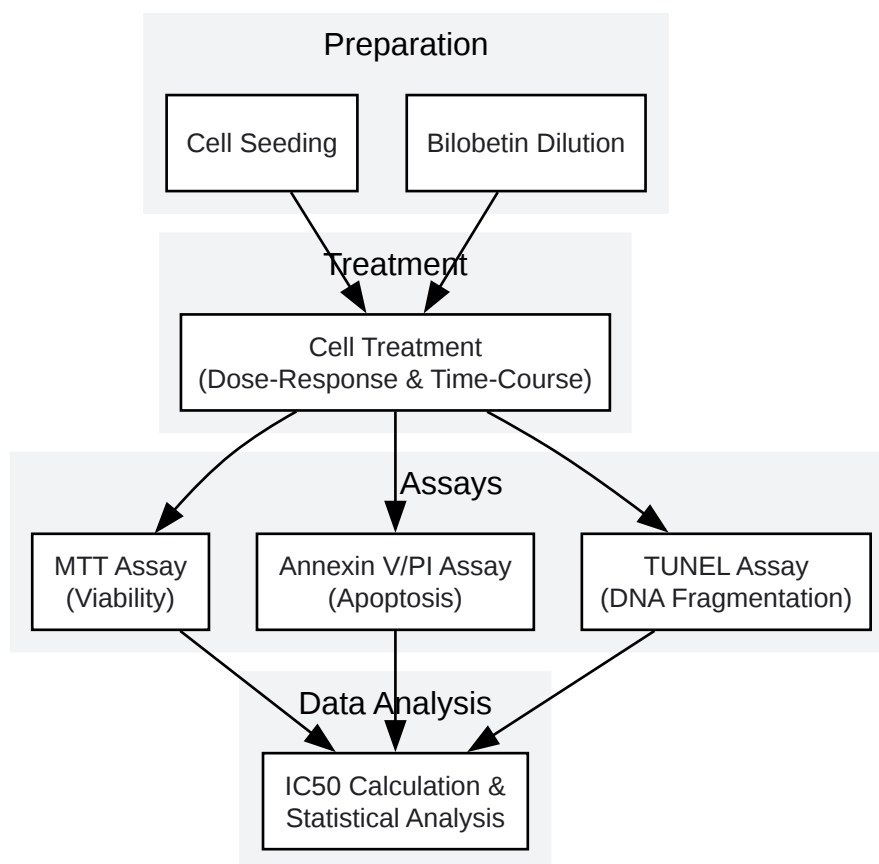 Preparation
Cell Seeding
Bilobetin Dilution
Treatment
Cell Treatment
(Dose-Response & Time-Course)
Assays
MTT Assay
(Viability)
Annexin V/PI Assay
(Apoptosis)
TUNEL Assay
(DNA Fragmentation)
Data Analysis
IC50 Calculation &
Statistical Analysis